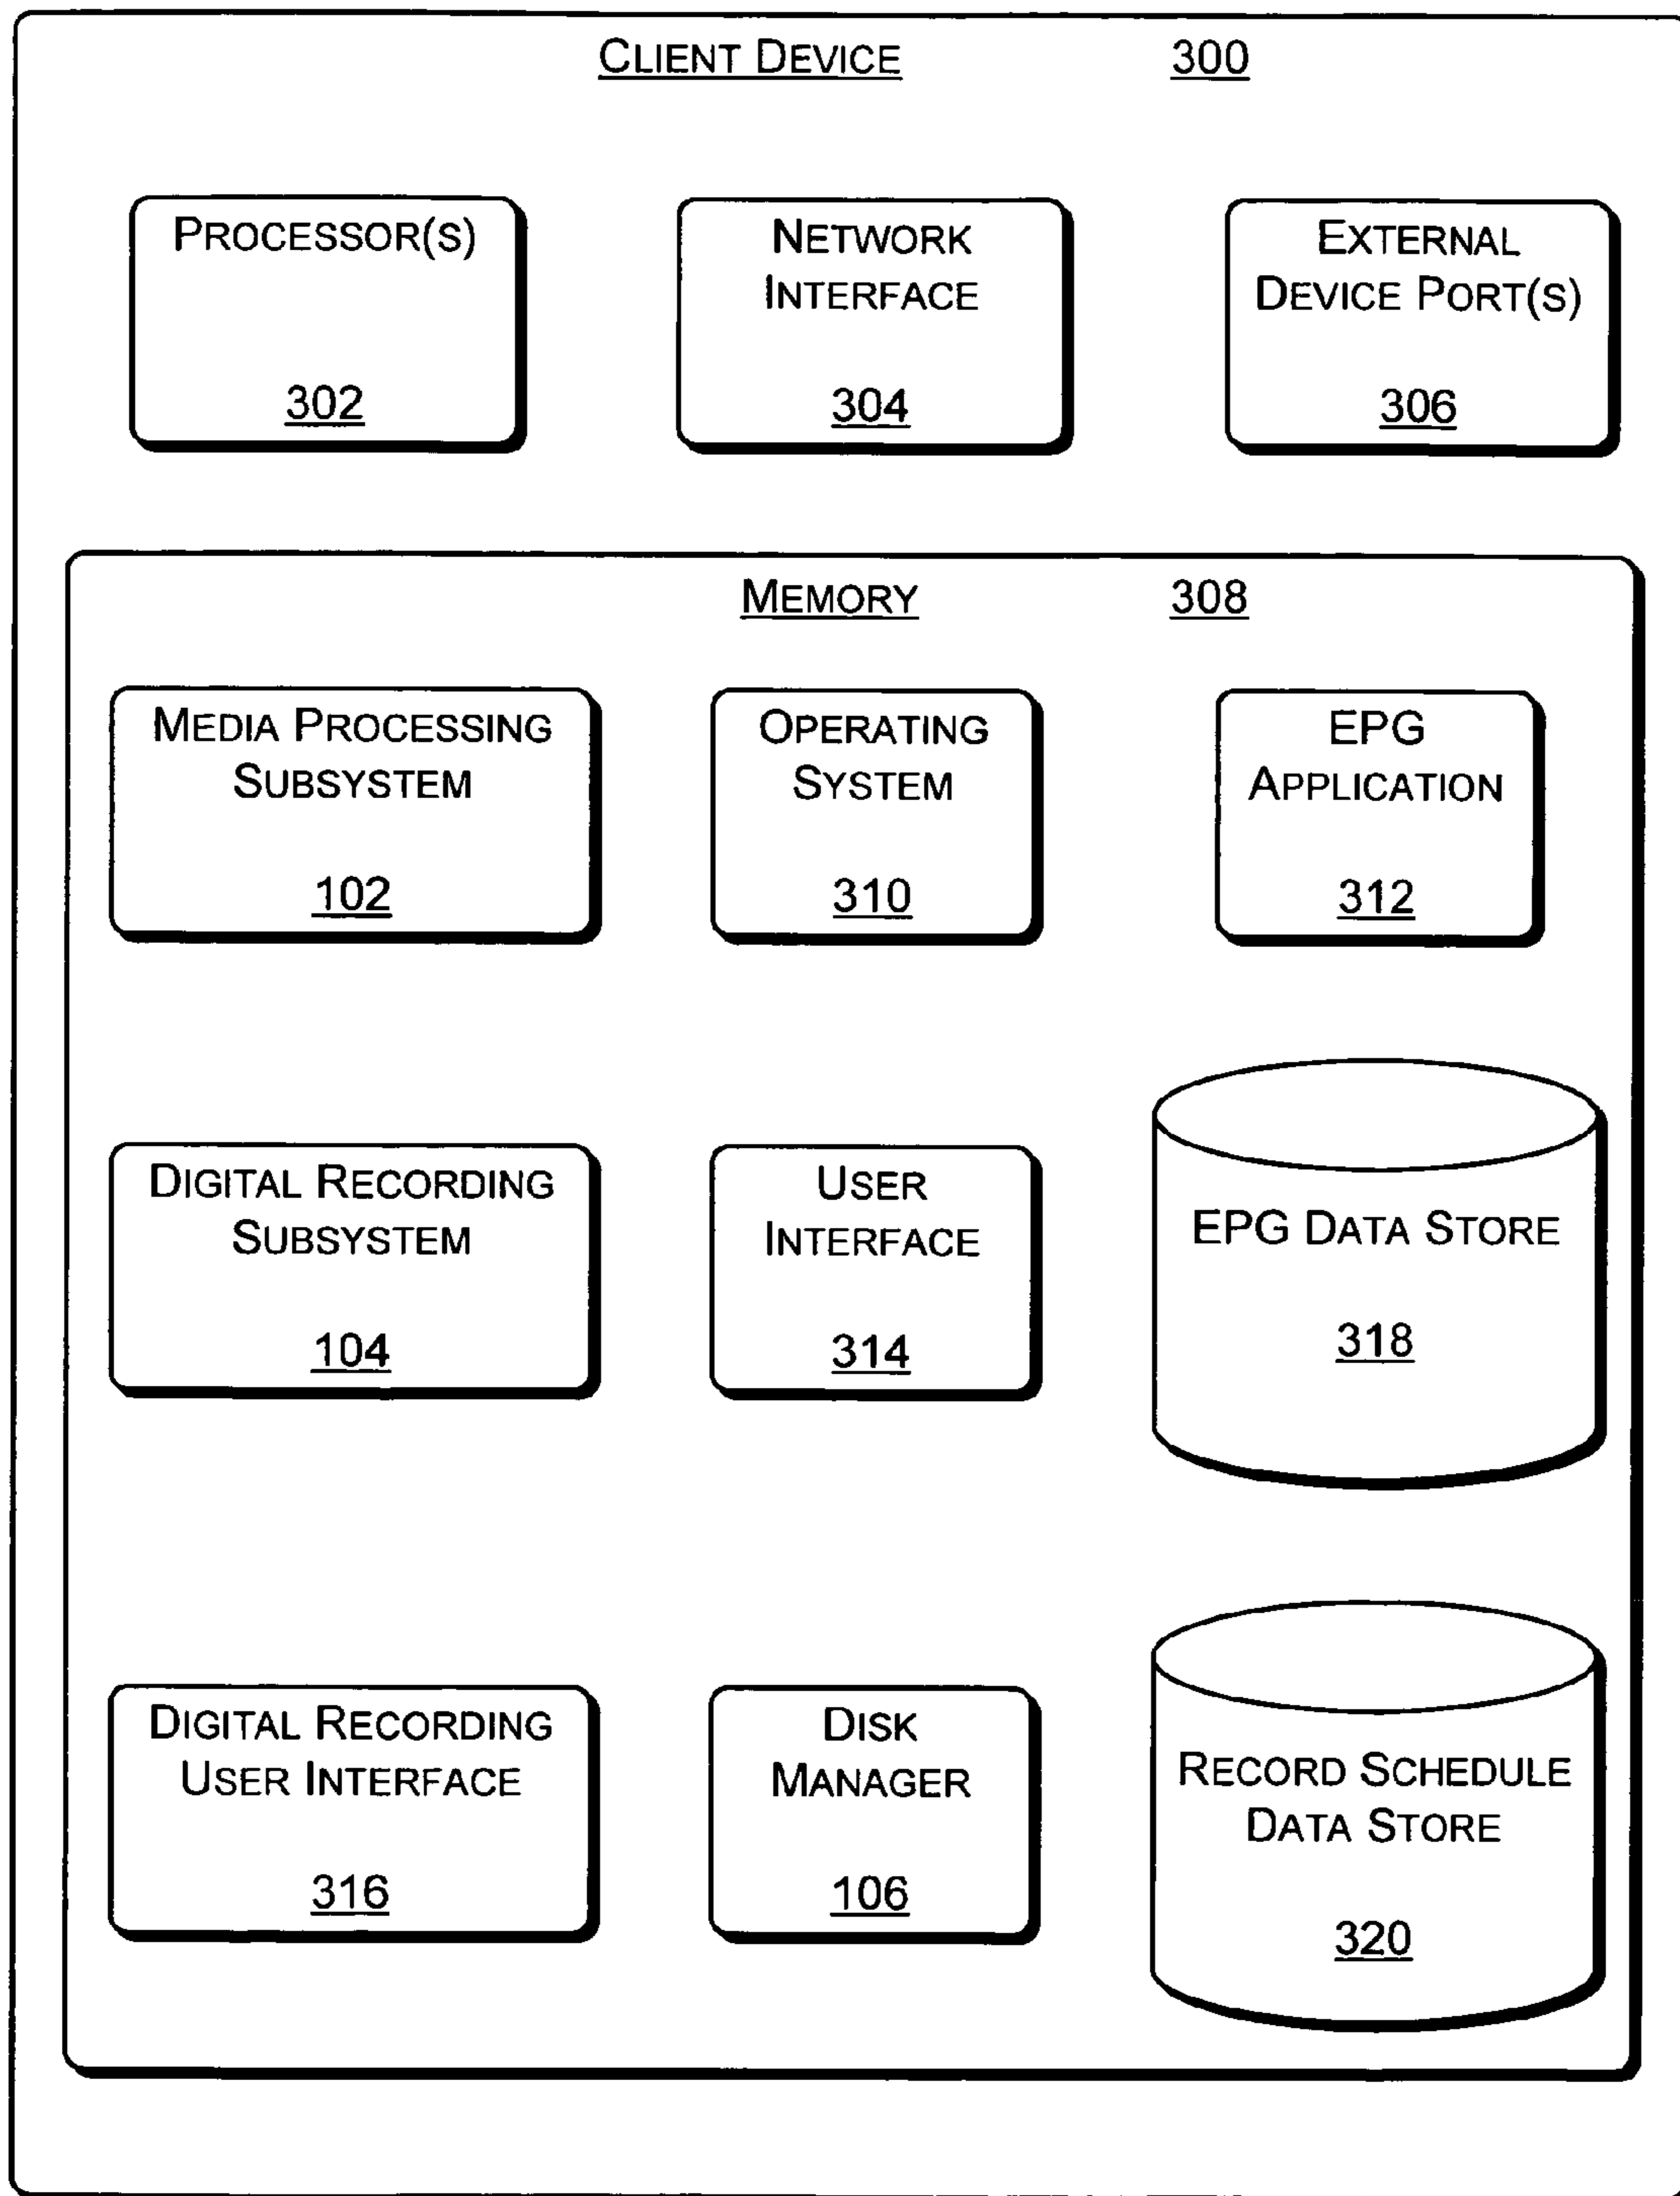 CLIENT DEVICE 300
PROCESSOR(S)
302
NETWORK
INTERFACE
304
EXTERNAL
DEVICE PORT(S)
306
MEMORY 308
MEDIA PROCESSING
SUBSYSTEM
102
OPERATING
SYSTEM
310
EPG
APPLICATION
312
DIGITAL RECORDING
SUBSYSTEM
104
USER
INTERFACE
314
EPG DATA STORE
318
DIGITAL RECORDING
USER INTERFACE
316
DISK
MANAGER
106
RECORD SCHEDULE
DATA STORE
320